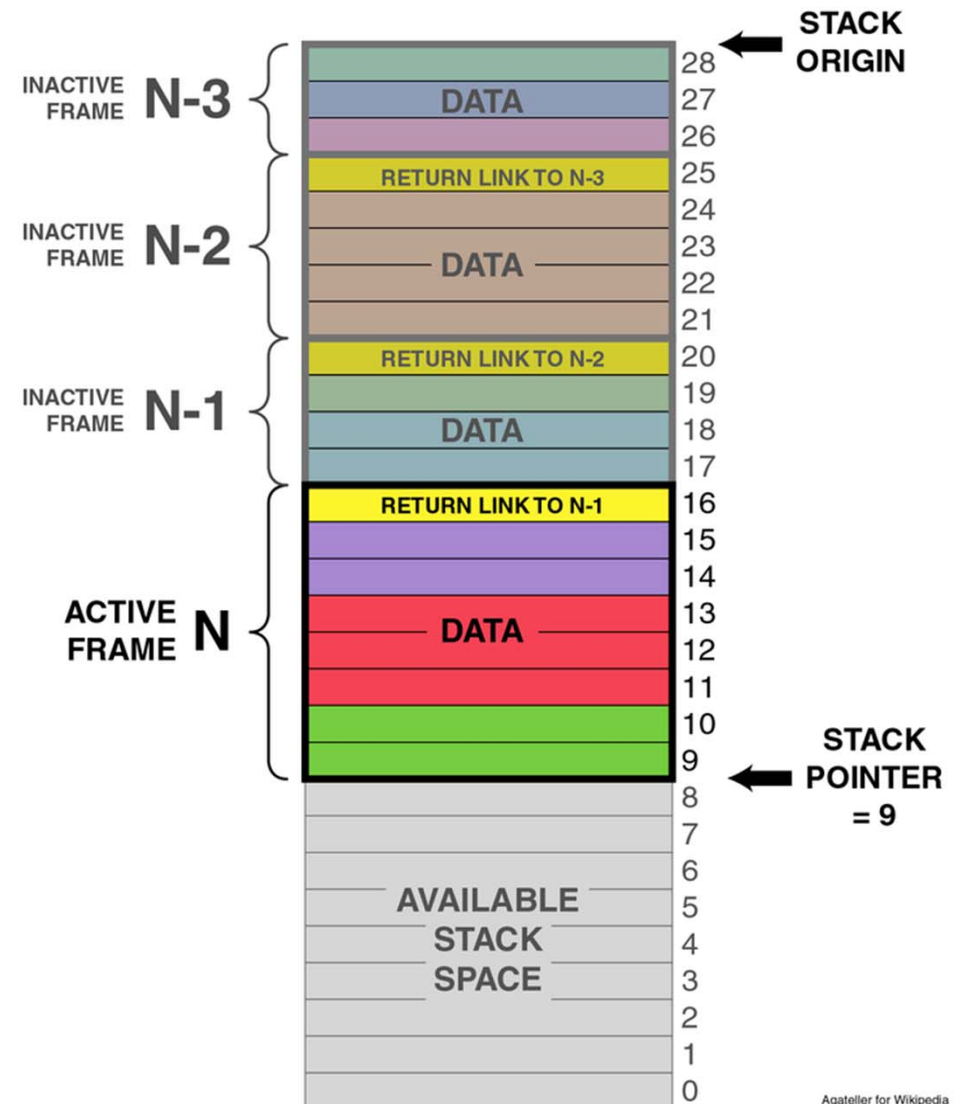 STACK
ORIGIN
INACTIVE
FRAME
N-3
28
DATA
27
26
INACTIVE
FRAME
N-2
RETURN LINK TO N-3
25
24
23
DATA
22
21
INACTIVE
FRAME
N-1
RETURN LINK TO N-2
20
19
DATA
18
17
ACTIVE
FRAME
N
RETURN LINK TO N-1
16
15
14
13
DATA
12
11
10
9
STACK
POINTER
= 9
8
7
6
AVAILABLE
STACK
SPACE
5
4
3
2
1
0
Agateller for Wikipedia